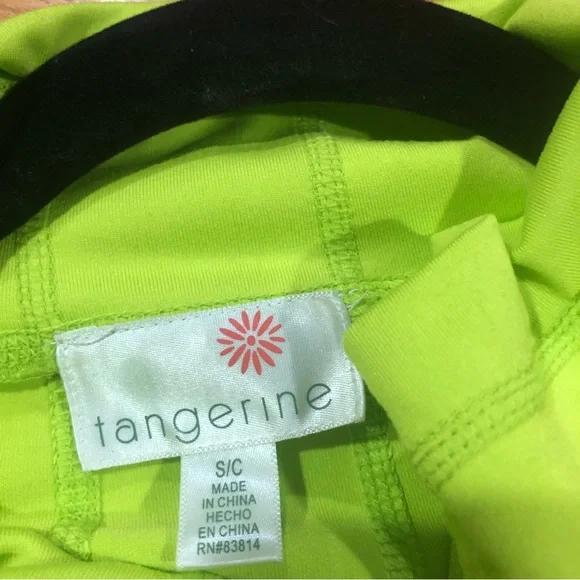 tangerine
S/C
MADE
IN CHINA
HECHO
EN CHINA
RN#83814